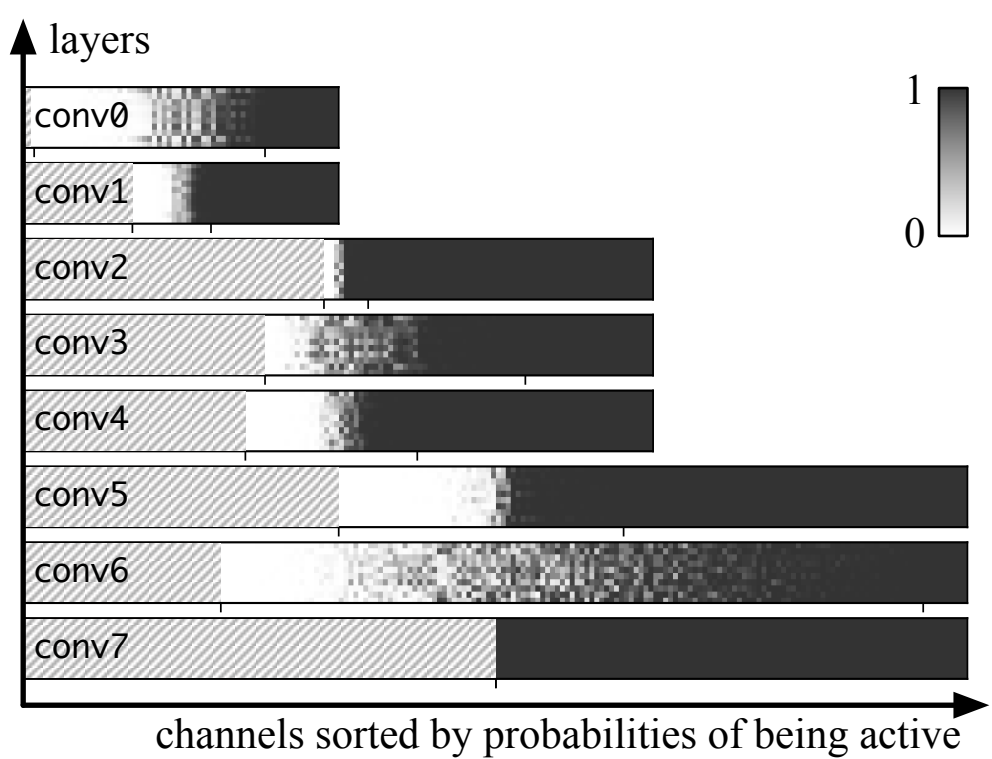 layers
conv0
conv1
conv2
conv3
conv4
conv5
conv6
conv7
1
0
channels sorted by probabilities of being active